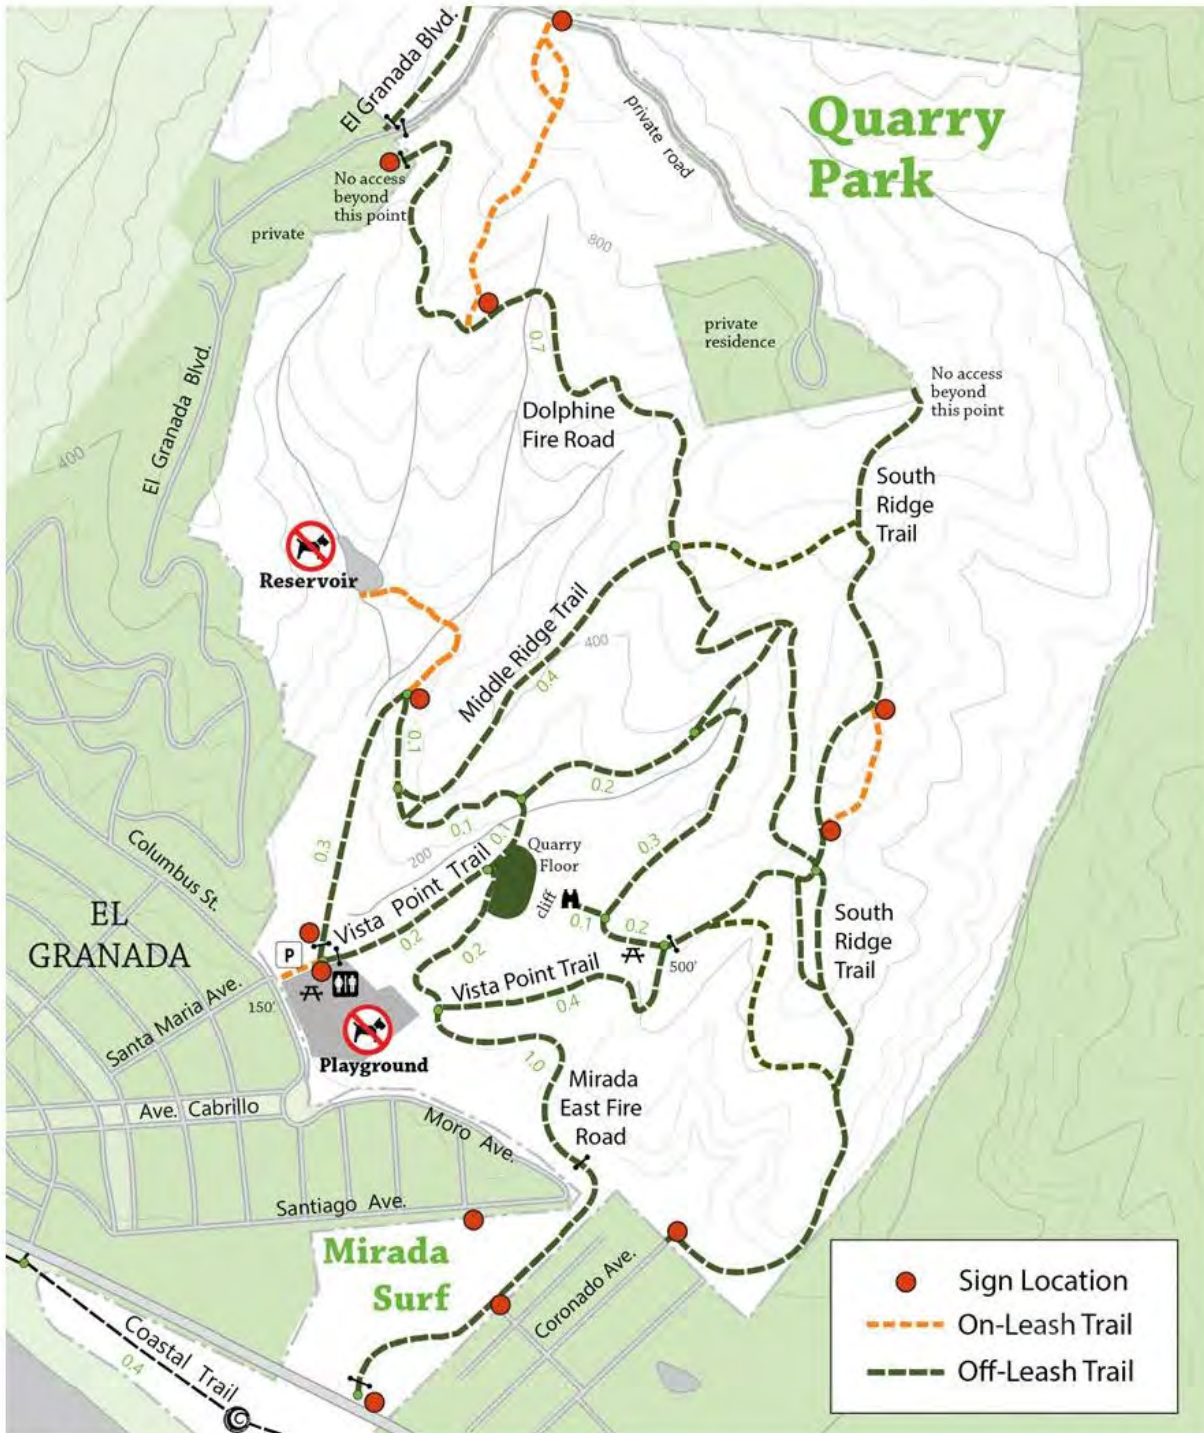 El Granada Blvd.
private road
Quarry
Park
No access
beyond
this point
private
800
private
residence
0.7
No access
beyond
this point
Dolphine
Fire Road
El Granada Blvd.
400
South
Ridge
Trail
Reservoir
Middle Ridge Trail
400
0.4
0.1
0.2
0.1
0.1
0.3
200
Quarry
Floor
cliff
0.3
Columbus St.
EL
GRANADA
Vista Point Trail
0.2
P
0.1
0.2
500'
South
Ridge
Trail
0.2
Vista Point Trail
0.4
Santa Maria Ave.
150'
Playground
1.0
Mirada
East Fire
Road
Ave. Cabrillo
Moro Ave.
Santiago Ave.
Mirada
Surf
Coronado Ave.
Coastal Trail
0.4
Sign Location
On-Leash Trail
Off-Leash Trail